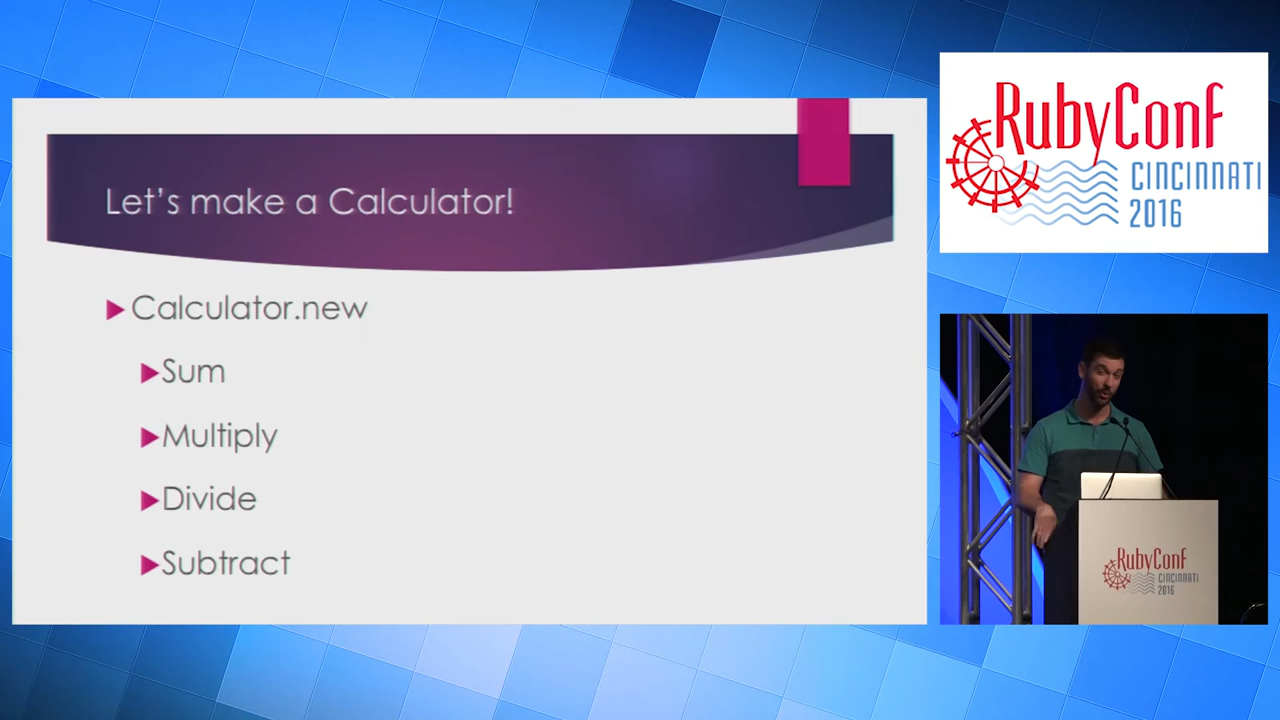 Let's make a Calculator!
Calculator.new
Sum
Multiply
Divide
Subtract
RubyConf
CINCINNATI
2016
RubyConf
CINCINNATI
2016